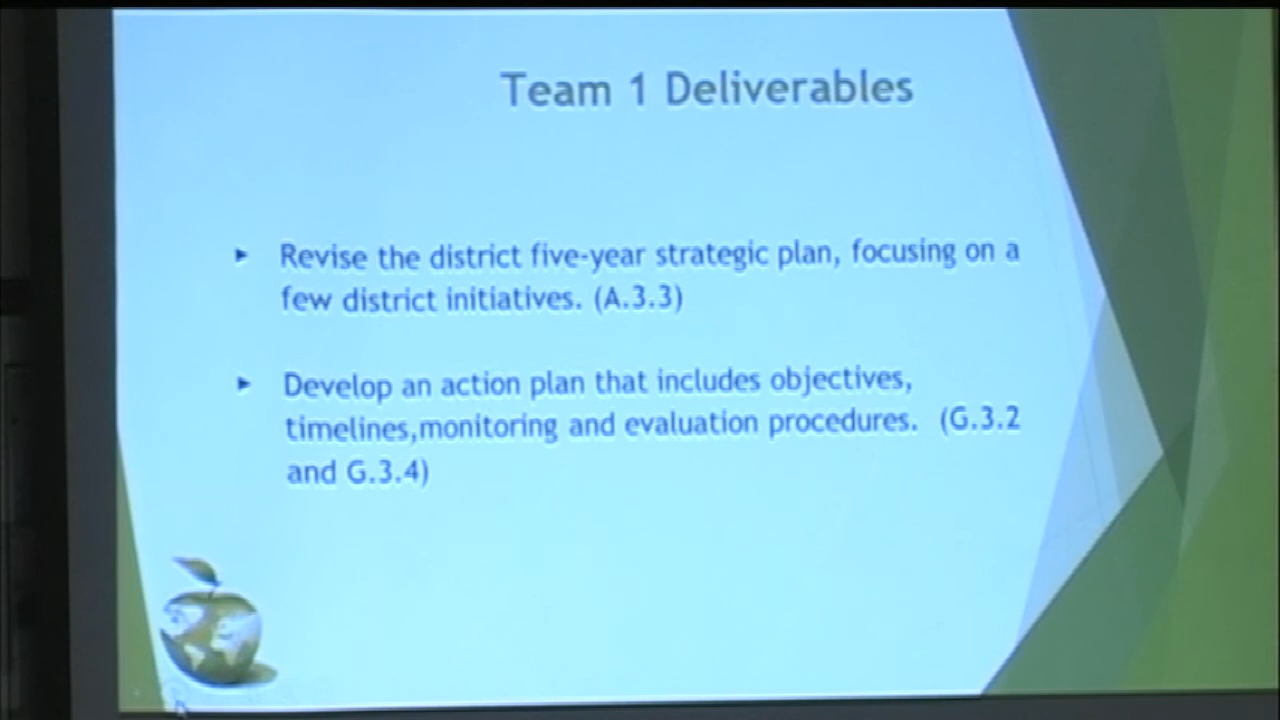 Team 1 Deliverables
Revise the district five-year strategic plan, focusing on a
few district initiatives. (A.3.3)
Develop an action plan that includes objectives,
timelines,monitoring and evaluation procedures. (G.3.2
and G.3.4)